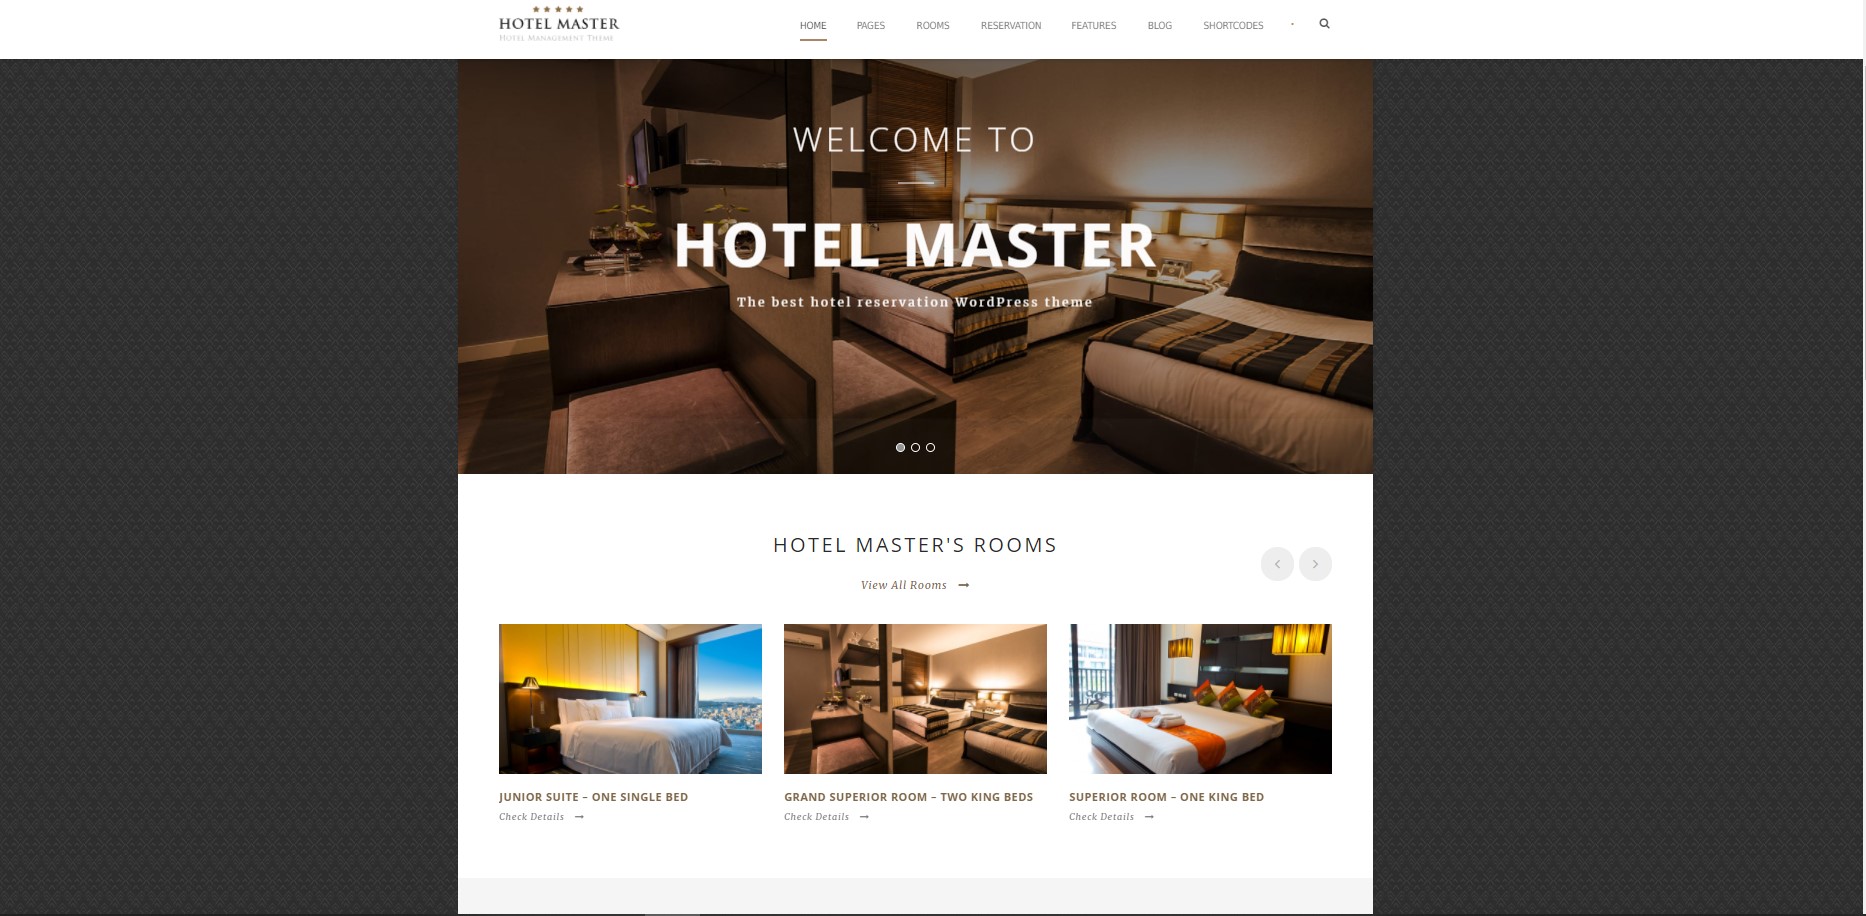 HOTEL MASTER
HOTEL MANAGEMENT THEME
HOME PAGES ROOMS RESERVATION FEATURES BLOG SHORTCODES
WELCOME TO
HOTEL MASTER
The best hotel reservation WordPress theme
HOTEL MASTER'S ROOMS
View All Rooms
JUNIOR SUITE – ONE SINGLE BED
Check Details
GRAND SUPERIOR ROOM – TWO KING BEDS
Check Details
SUPERIOR ROOM – ONE KING BED
Check Details